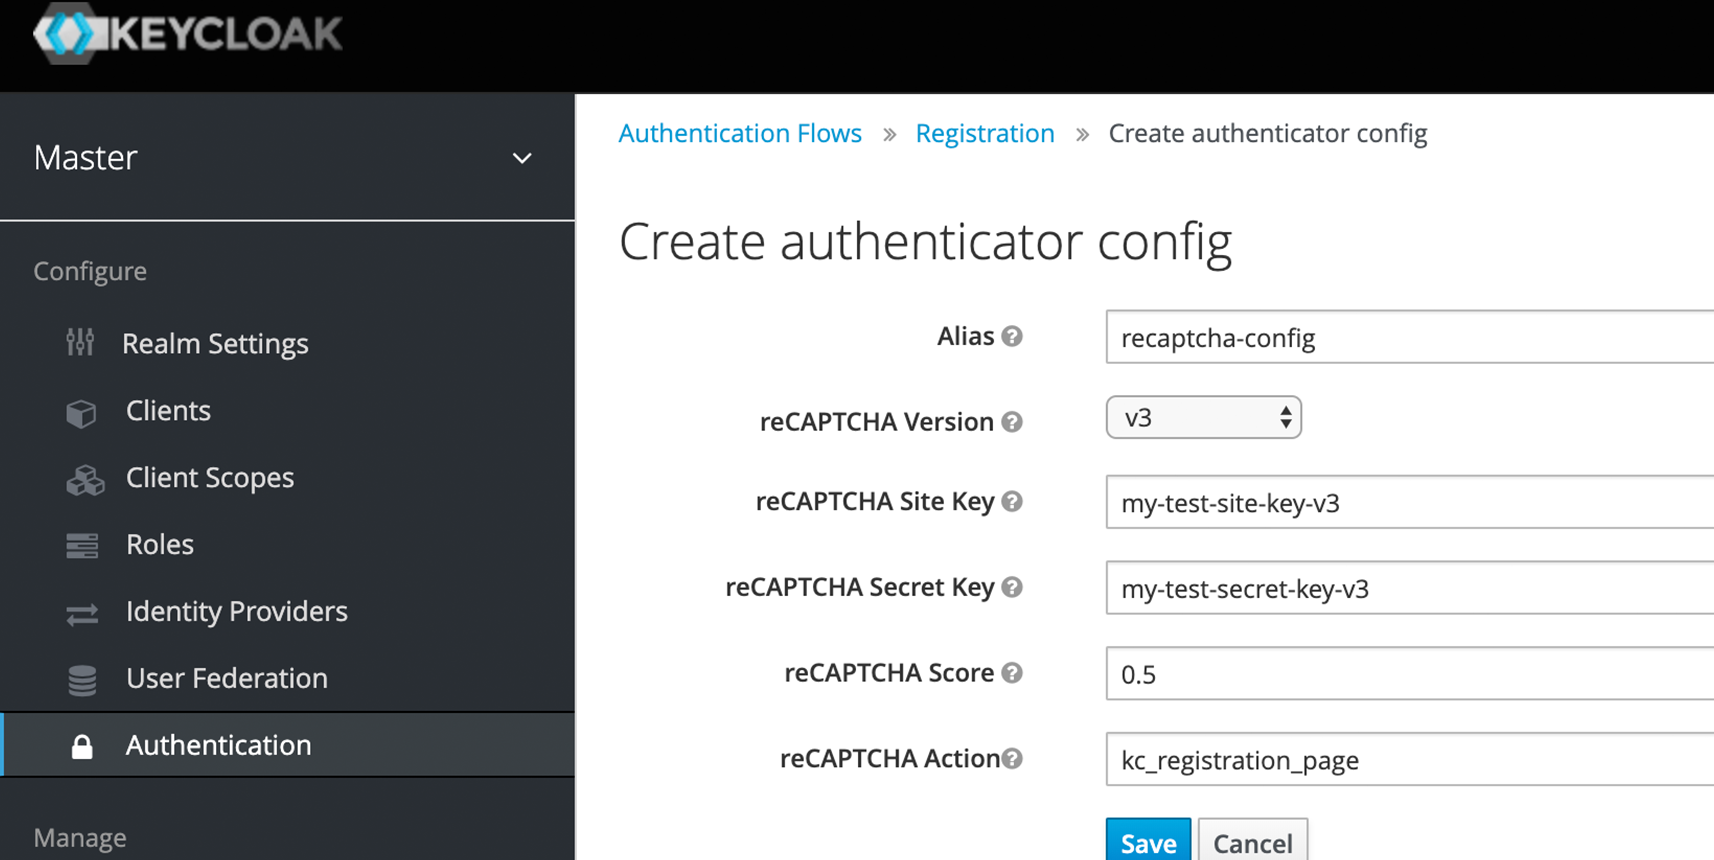 KEYCLOAK
Master
Authentication Flows » Registration » Create authenticator config
Create authenticator config
Configure
Realm Settings
Clients
Client Scopes
Roles
Identity Providers
User Federation
Authentication
Manage
Alias ? recaptcha-config
reCAPTCHA Version ? v3
reCAPTCHA Site Key ? my-test-site-key-v3
reCAPTCHA Secret Key ? my-test-secret-key-v3
reCAPTCHA Score ? 0.5
reCAPTCHA Action ? kc_registration_page
Save Cancel